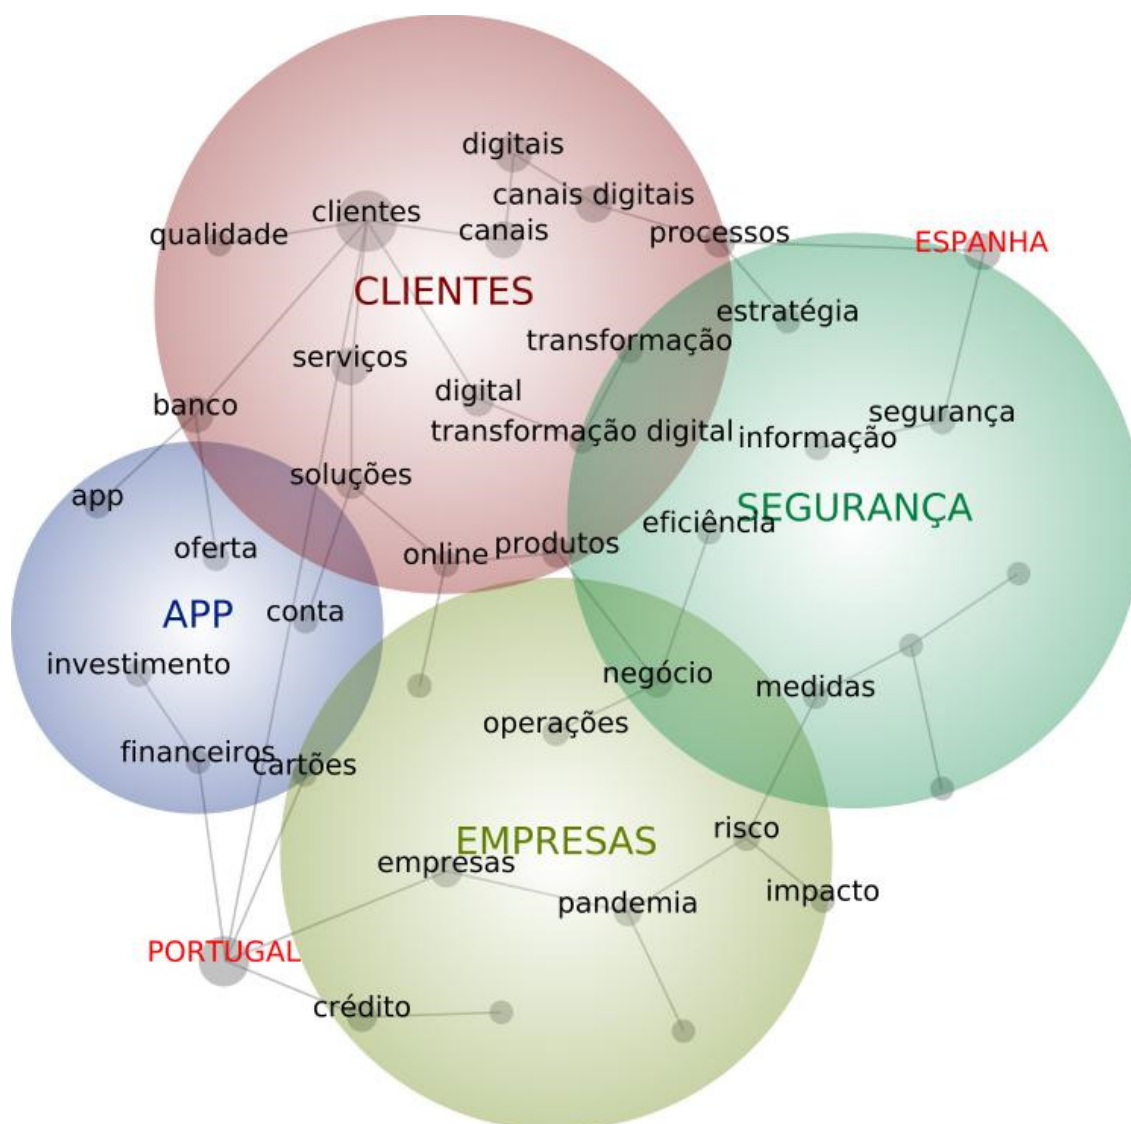 digitais
canais digitais
clientes
qualidade
canais
processos
ESPANHA
CLIENTES
estratégia
transformação
serviços
digital
banco
segurança
transformação digital
informação
soluções
app
SEGURANÇA
eficiência
oferta
online
produtos
APP
conta
investimento
negócio
medidas
operações
financeiros
cartões
risco
EMPRESAS
empresas
impacto
pandemia
PORTUGAL
crédito